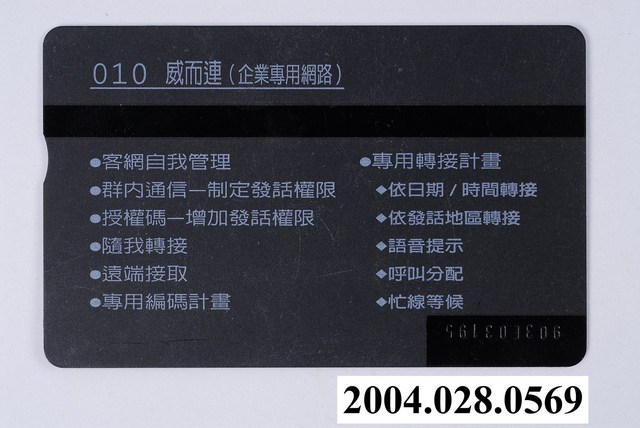 010 威而連(企業專用網路)
●客網自我管理
●群內通信—制定發話權限
●授權碼—增加發話權限
●隨我轉接
●遠端接取
●專用編碼計畫
●專用轉接計畫
◆依日期/時間轉接
◆依發話地區轉接
◆語音提示
◆呼叫分配
◆忙線等候
903E03195
2004.028.0569